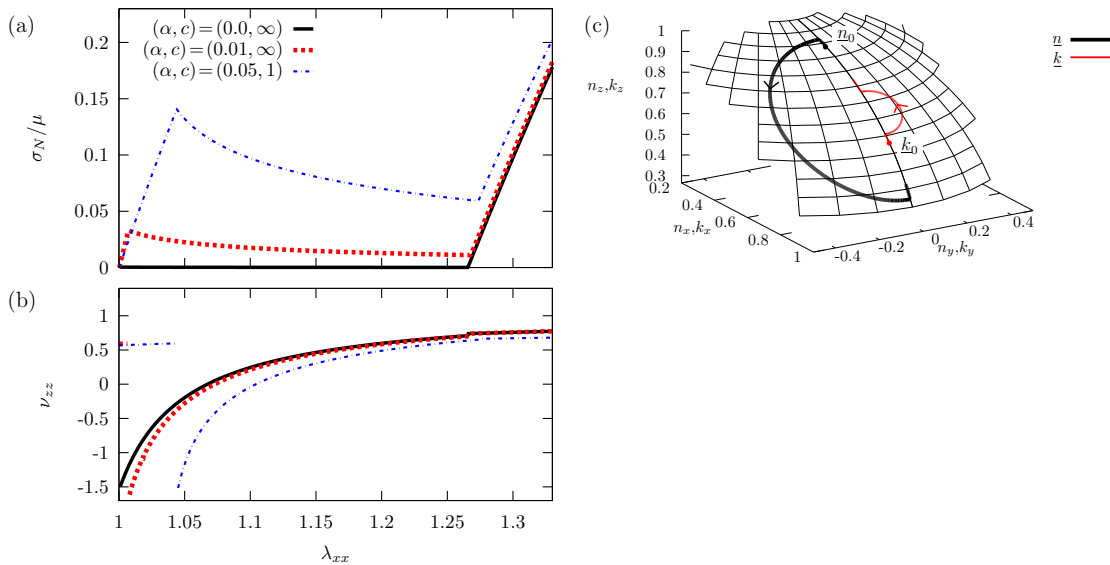 (a)
0.2
0.15
0.1
0.05
0
σ_N/μ
(α, c)=(0.0, ∞)
(α, c)=(0.01, ∞)
(α, c)=(0.05, 1)
(b)
1
0.5
0
-0.5
-1
-1.5
ν_zz
1 1.05 1.1 1.15 1.2 1.25 1.3
λ_xx
(c)
1
0.9
0.8
0.7
0.6
0.5
0.4
0.3
n_z,k_z
0.2
0.4
0.6
0.8
1
n_x,k_x
-0.4 -0.2 0 0.2 0.4
n_y,k_y
n_0
k_0
n
k